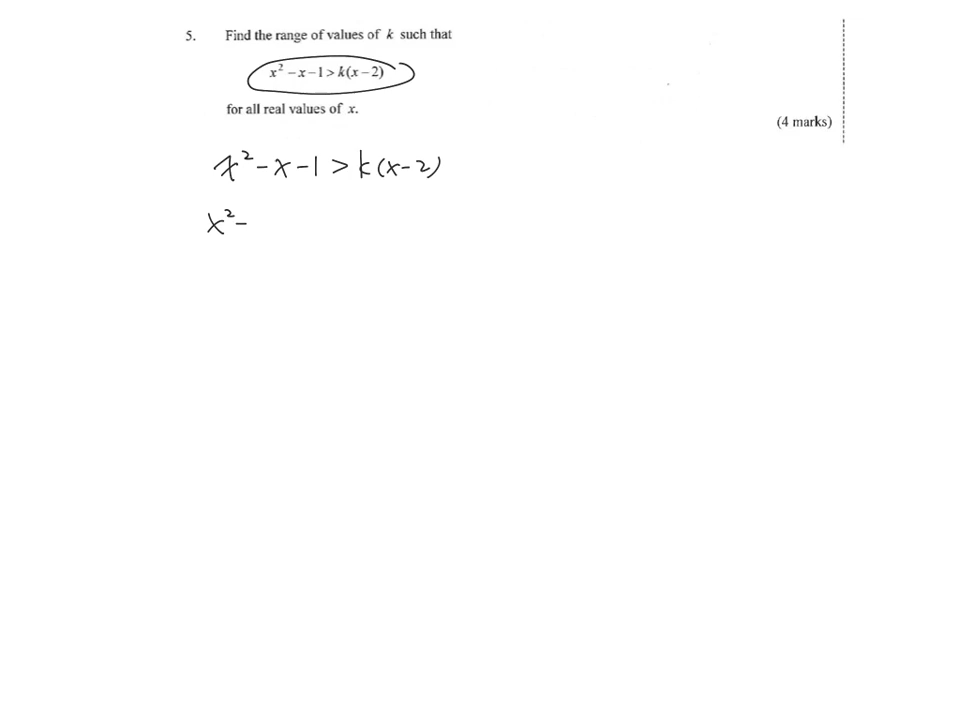 5. Find the range of values of k such that
x² – x – 1 > k(x – 2)
for all real values of x.
(4 marks)
x² – x – 1 > k(x – 2)
x² –